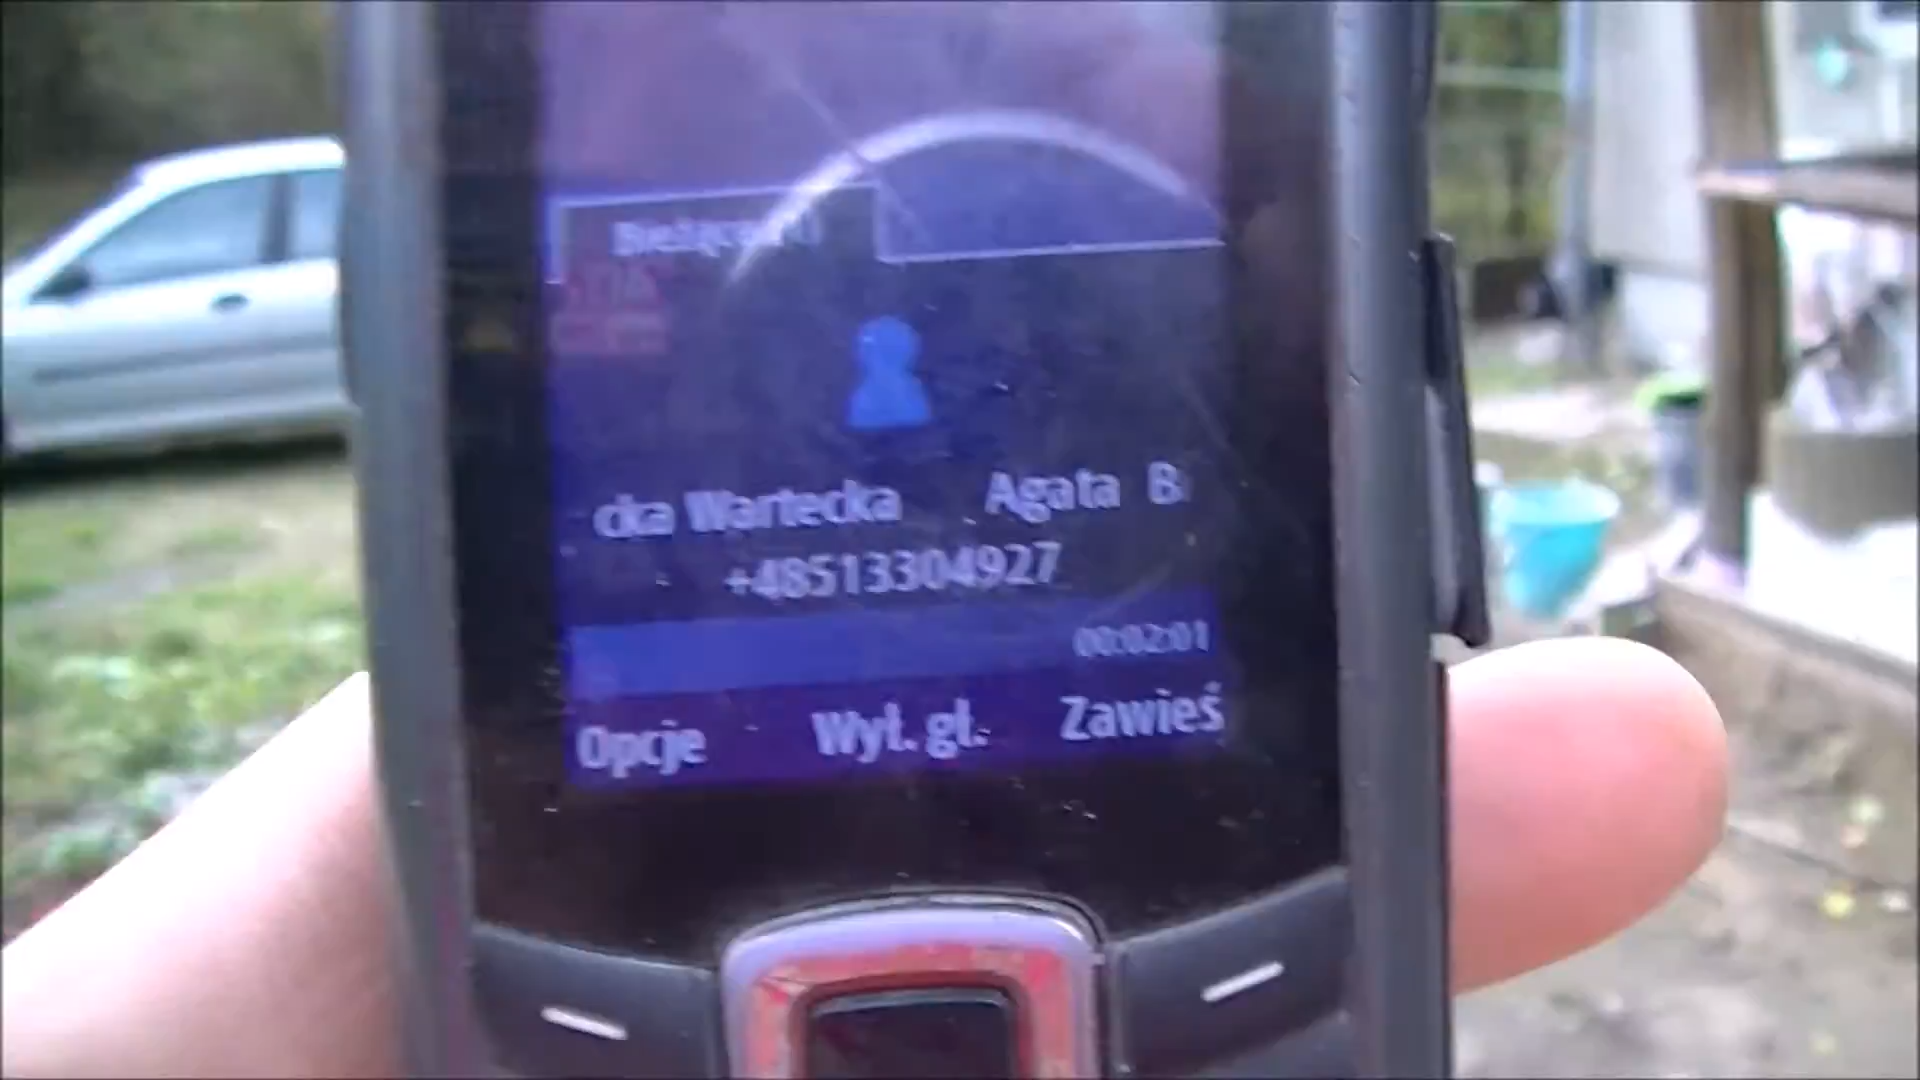 cka Wartecka Agata B
+48513304927
00:02:01
Opcje Wył. gł. Zawieś